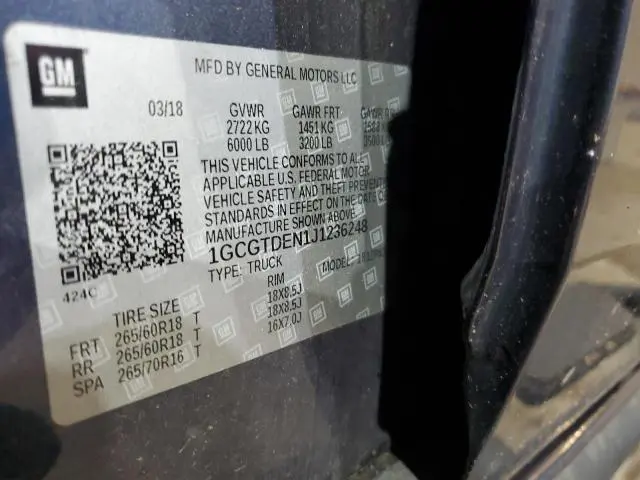 GM
MFD BY GENERAL MOTORS LLC
03/18 GVWR GAWR FRT
2722 KG 1451 KG
6000 LB 3200 LB
THIS VEHICLE CONFORMS TO ALL
APPLICABLE U.S. FEDERAL MOTOR
VEHICLE SAFETY AND THEFT PREVENTION
STANDARDS IN EFFECT ON THE DATE OF
MANUFACTURE SHOWN ABOVE.
1GCGTDEN1J1236248
TYPE: TRUCK MODEL:
424C
TIRE SIZE RIM
FRT 265/60R18 T 18X8.5J
RR 265/60R18 T 18X8.5J
SPA 265/70R16 T 16X7.0J